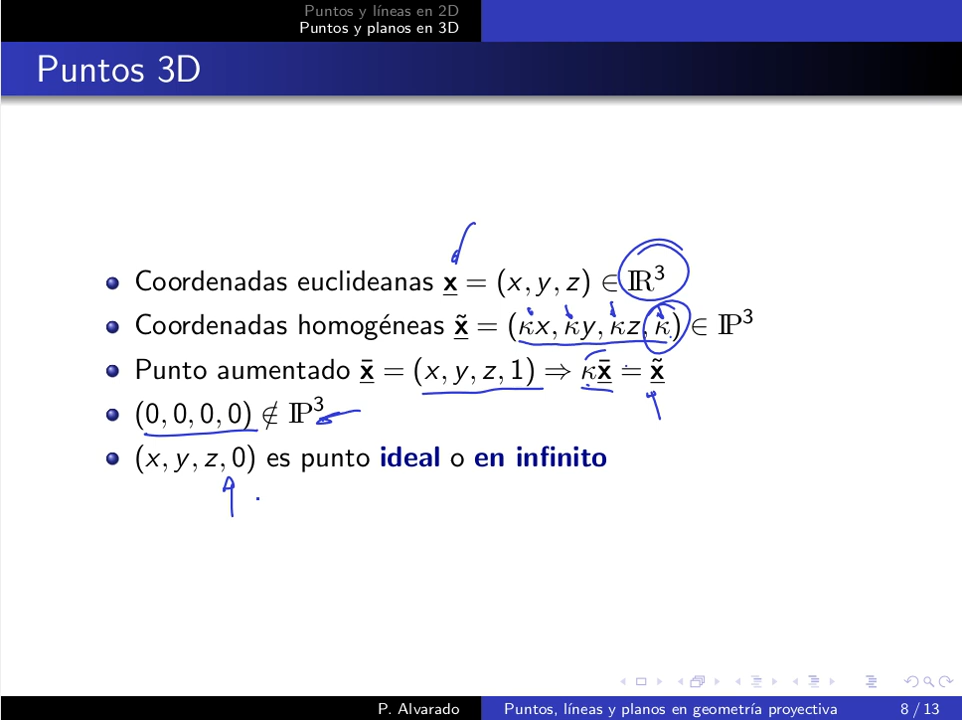 Puntos y líneas en 2D
Puntos y planos en 3D
Puntos 3D
Coordenadas euclideanas x = (x, y, z) ∈ ℝ³
Coordenadas homogéneas x̃ = (κx, κy, κz, κ) ∈ ℙ³
Punto aumentado x̄ = (x, y, z, 1) ⇒ κx̄ ≐ x̃
(0, 0, 0, 0) ∉ ℙ³
(x, y, z, 0) es punto ideal o en infinito
P. Alvarado Puntos, líneas y planos en geometría proyectiva 8 / 13